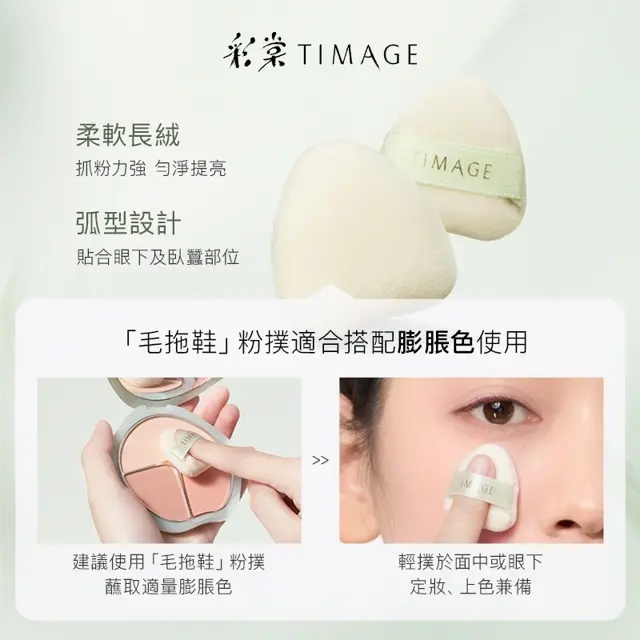 彩棠 TIMAGE
柔軟長絨
抓粉力強 勻淨提亮
TIMAGE
弧型設計
貼合眼下及臥蠶部位
「毛拖鞋」粉撲適合搭配膨脹色使用
>>
TIMAGE
建議使用「毛拖鞋」粉撲
蘸取適量膨脹色
輕撲於面中或眼下
定妝、上色兼備